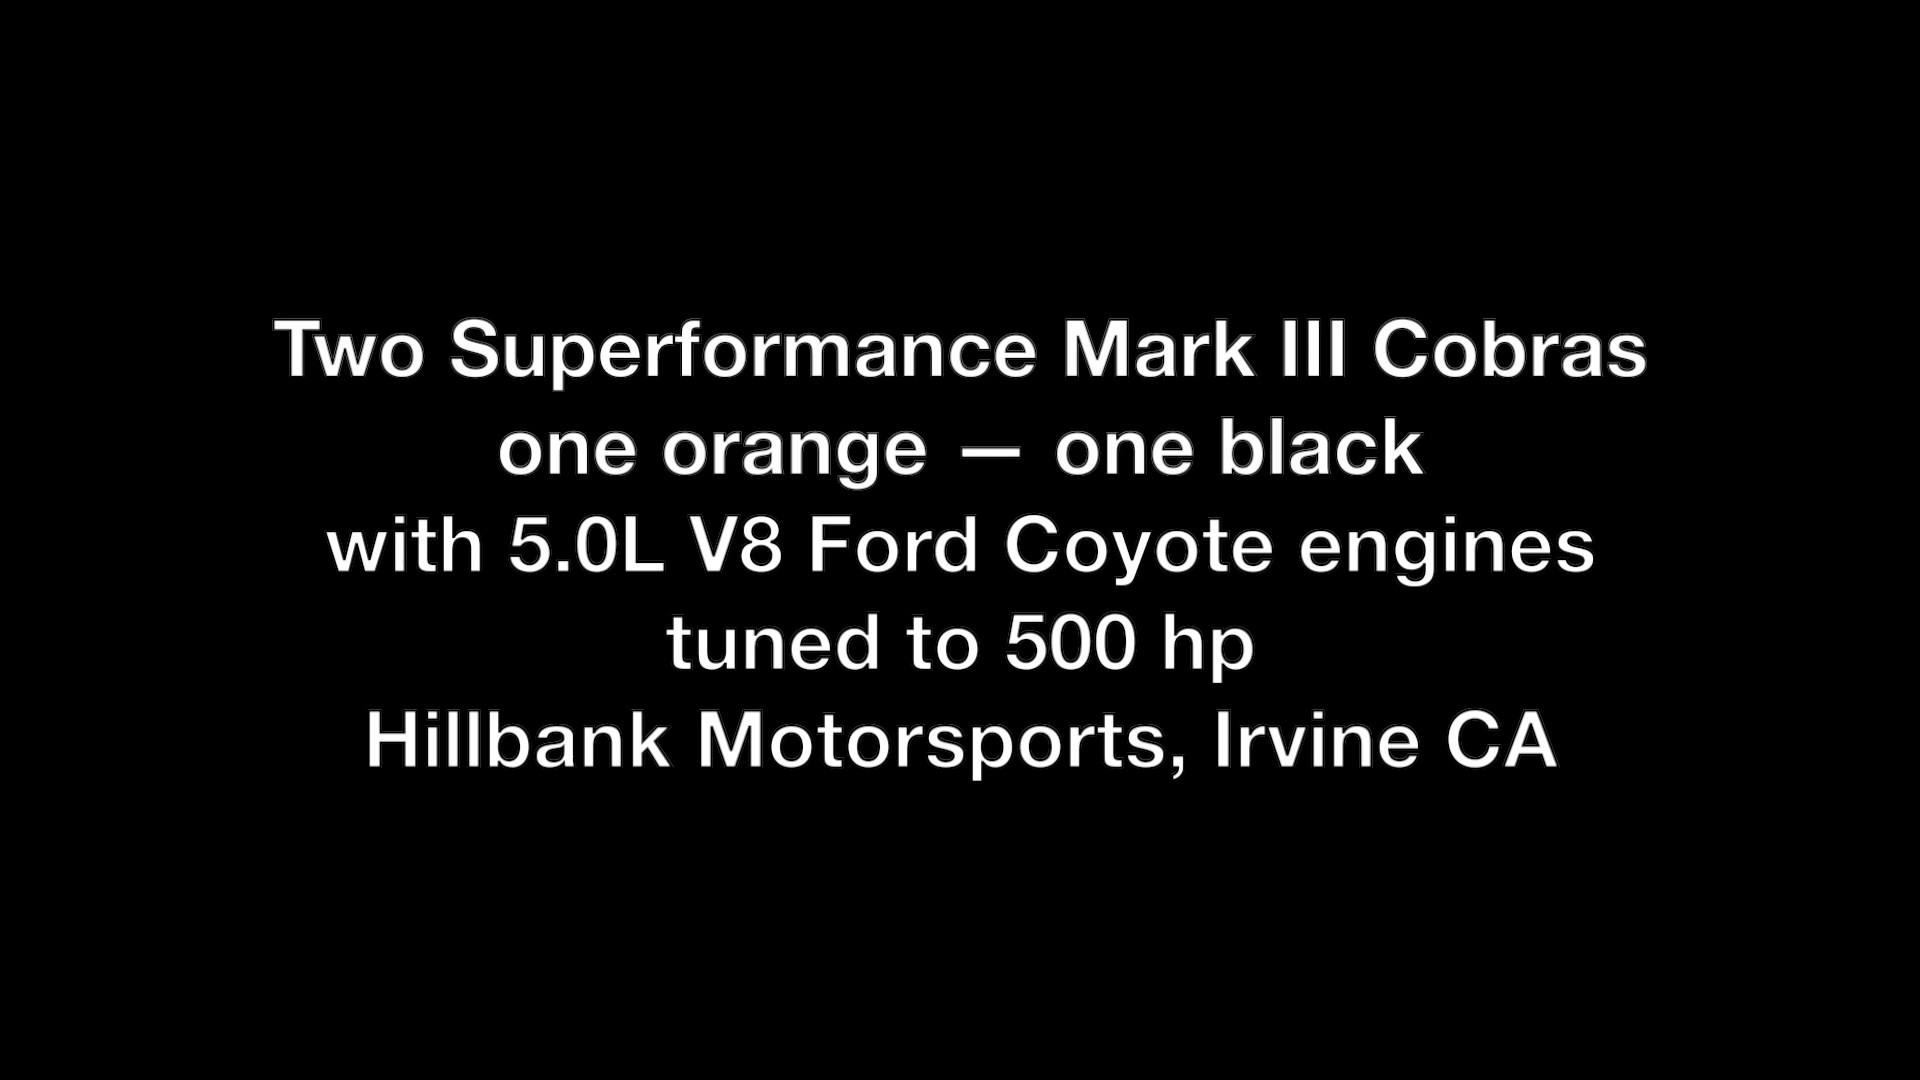 Two Superformance Mark III Cobras
one orange — one black
with 5.0L V8 Ford Coyote engines
tuned to 500 hp
Hillbank Motorsports, Irvine CA